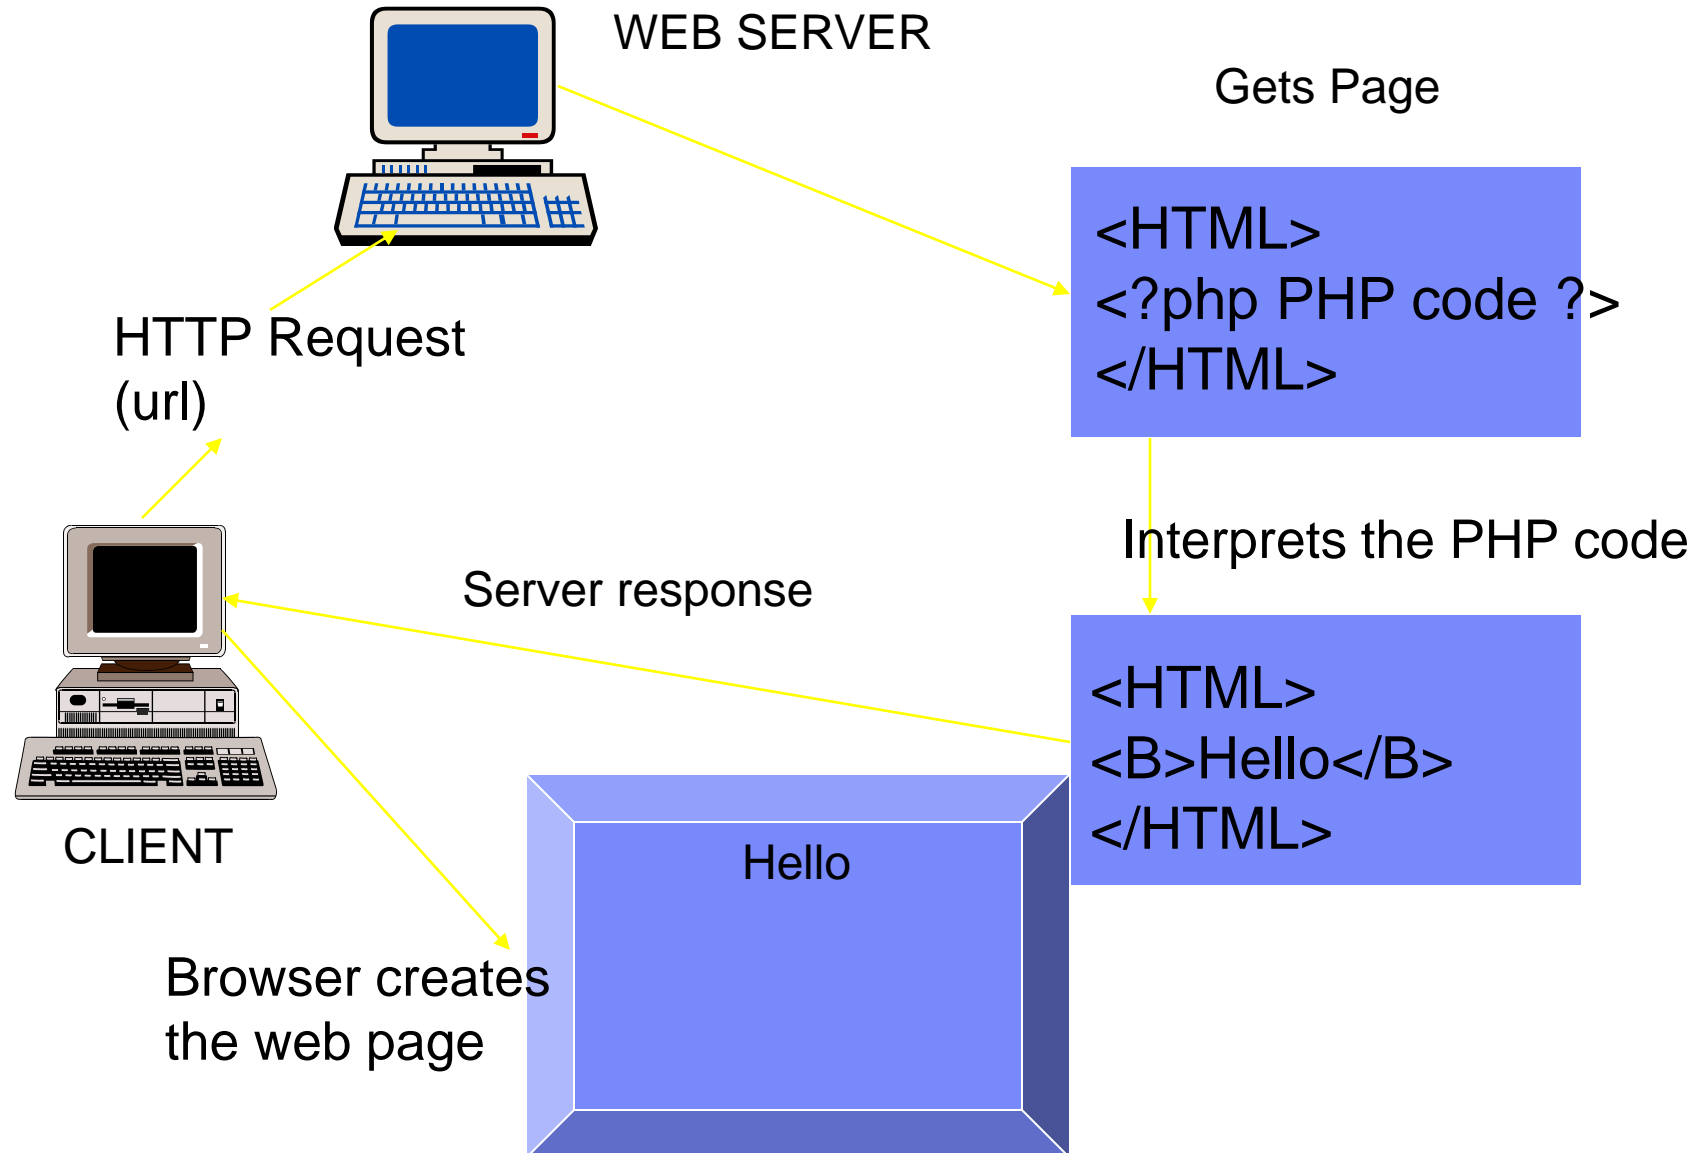 WEB SERVER
Gets Page
<HTML>
<?php PHP code ?>
</HTML>
HTTP Request
(url)
Interprets the PHP code
Server response
<HTML>
<B>Hello</B>
</HTML>
CLIENT
Hello
Browser creates
the web page